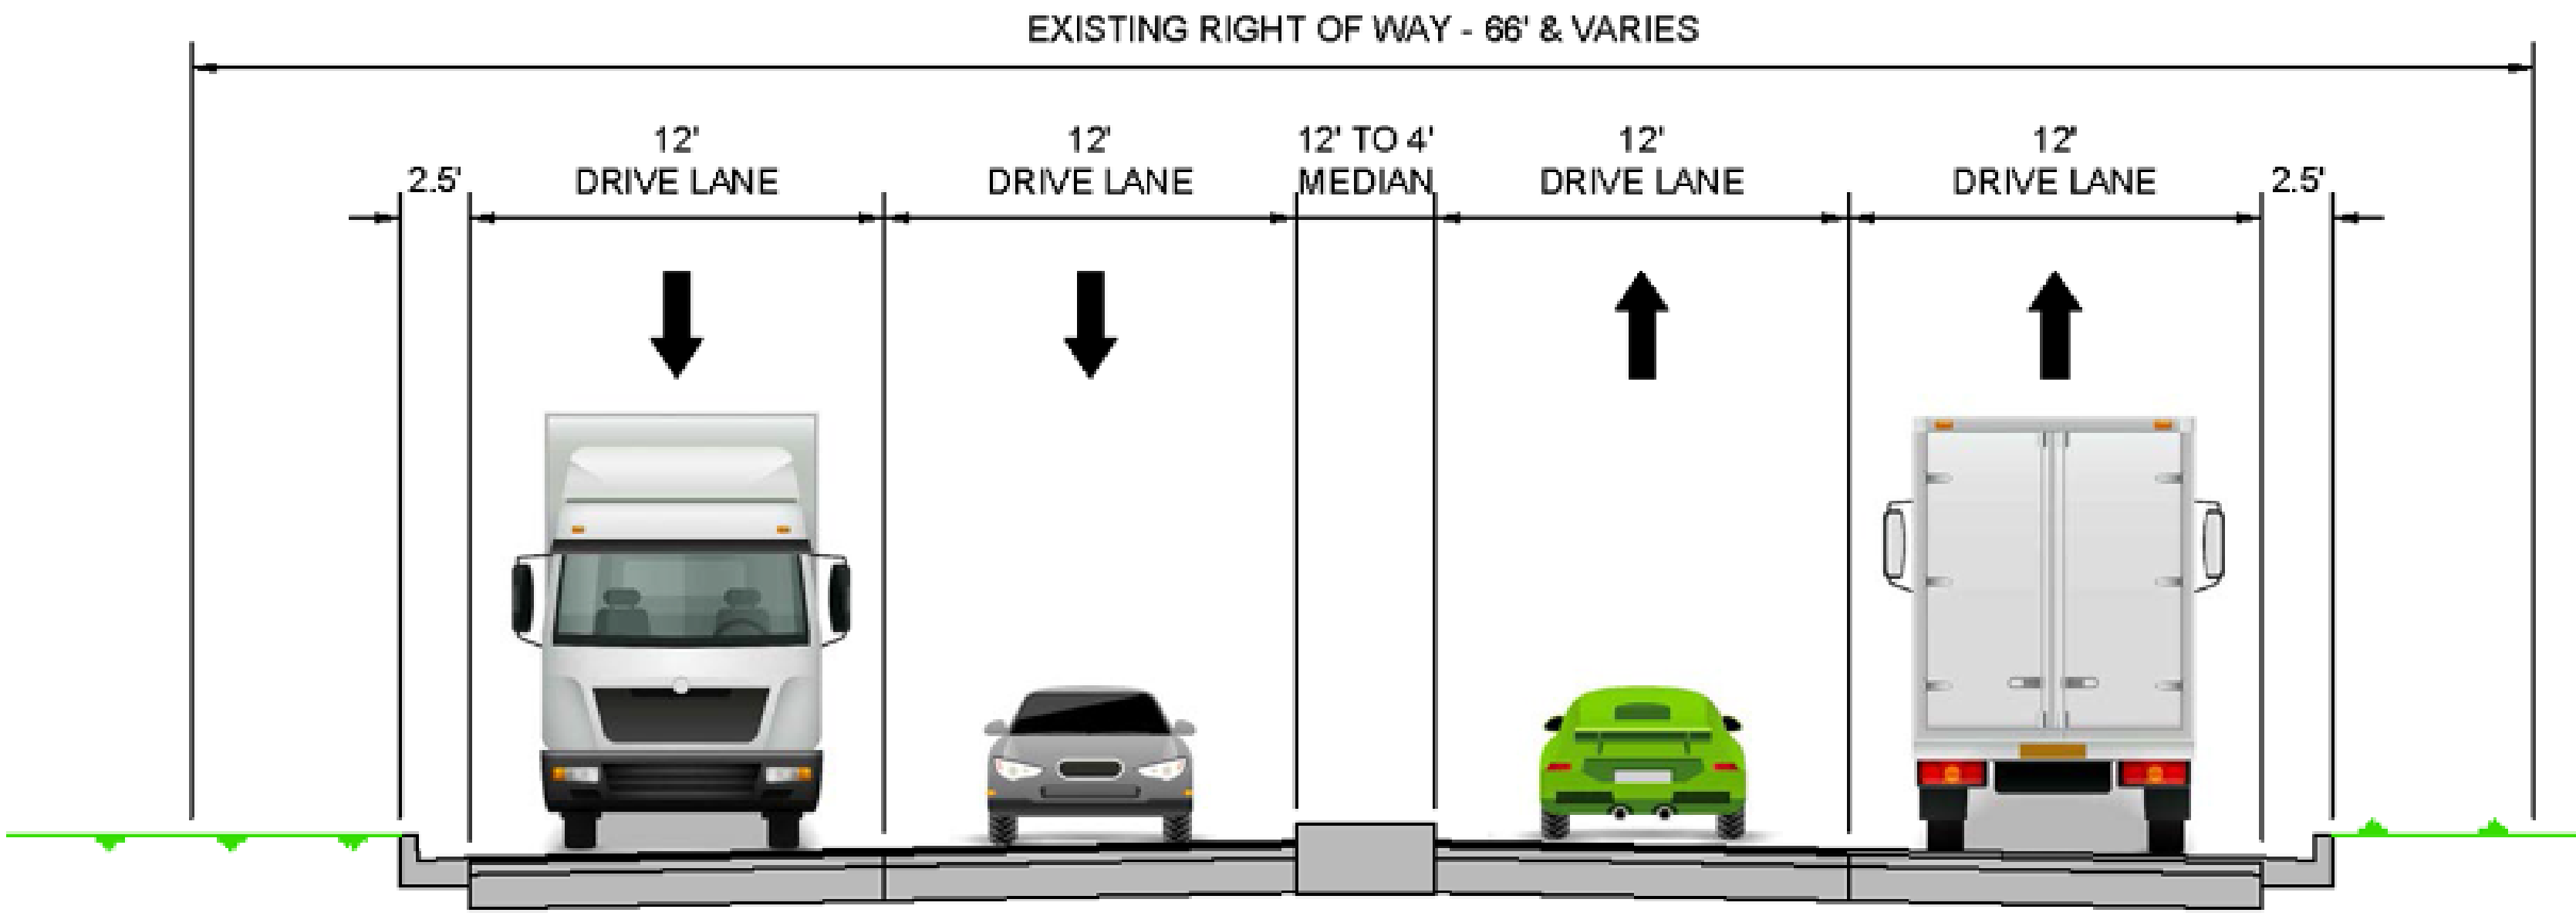 EXISTING RIGHT OF WAY - 66' & VARIES
12' 12' 12' TO 4' 12' 12'
2.5' DRIVE LANE DRIVE LANE MEDIAN DRIVE LANE DRIVE LANE 2.5'